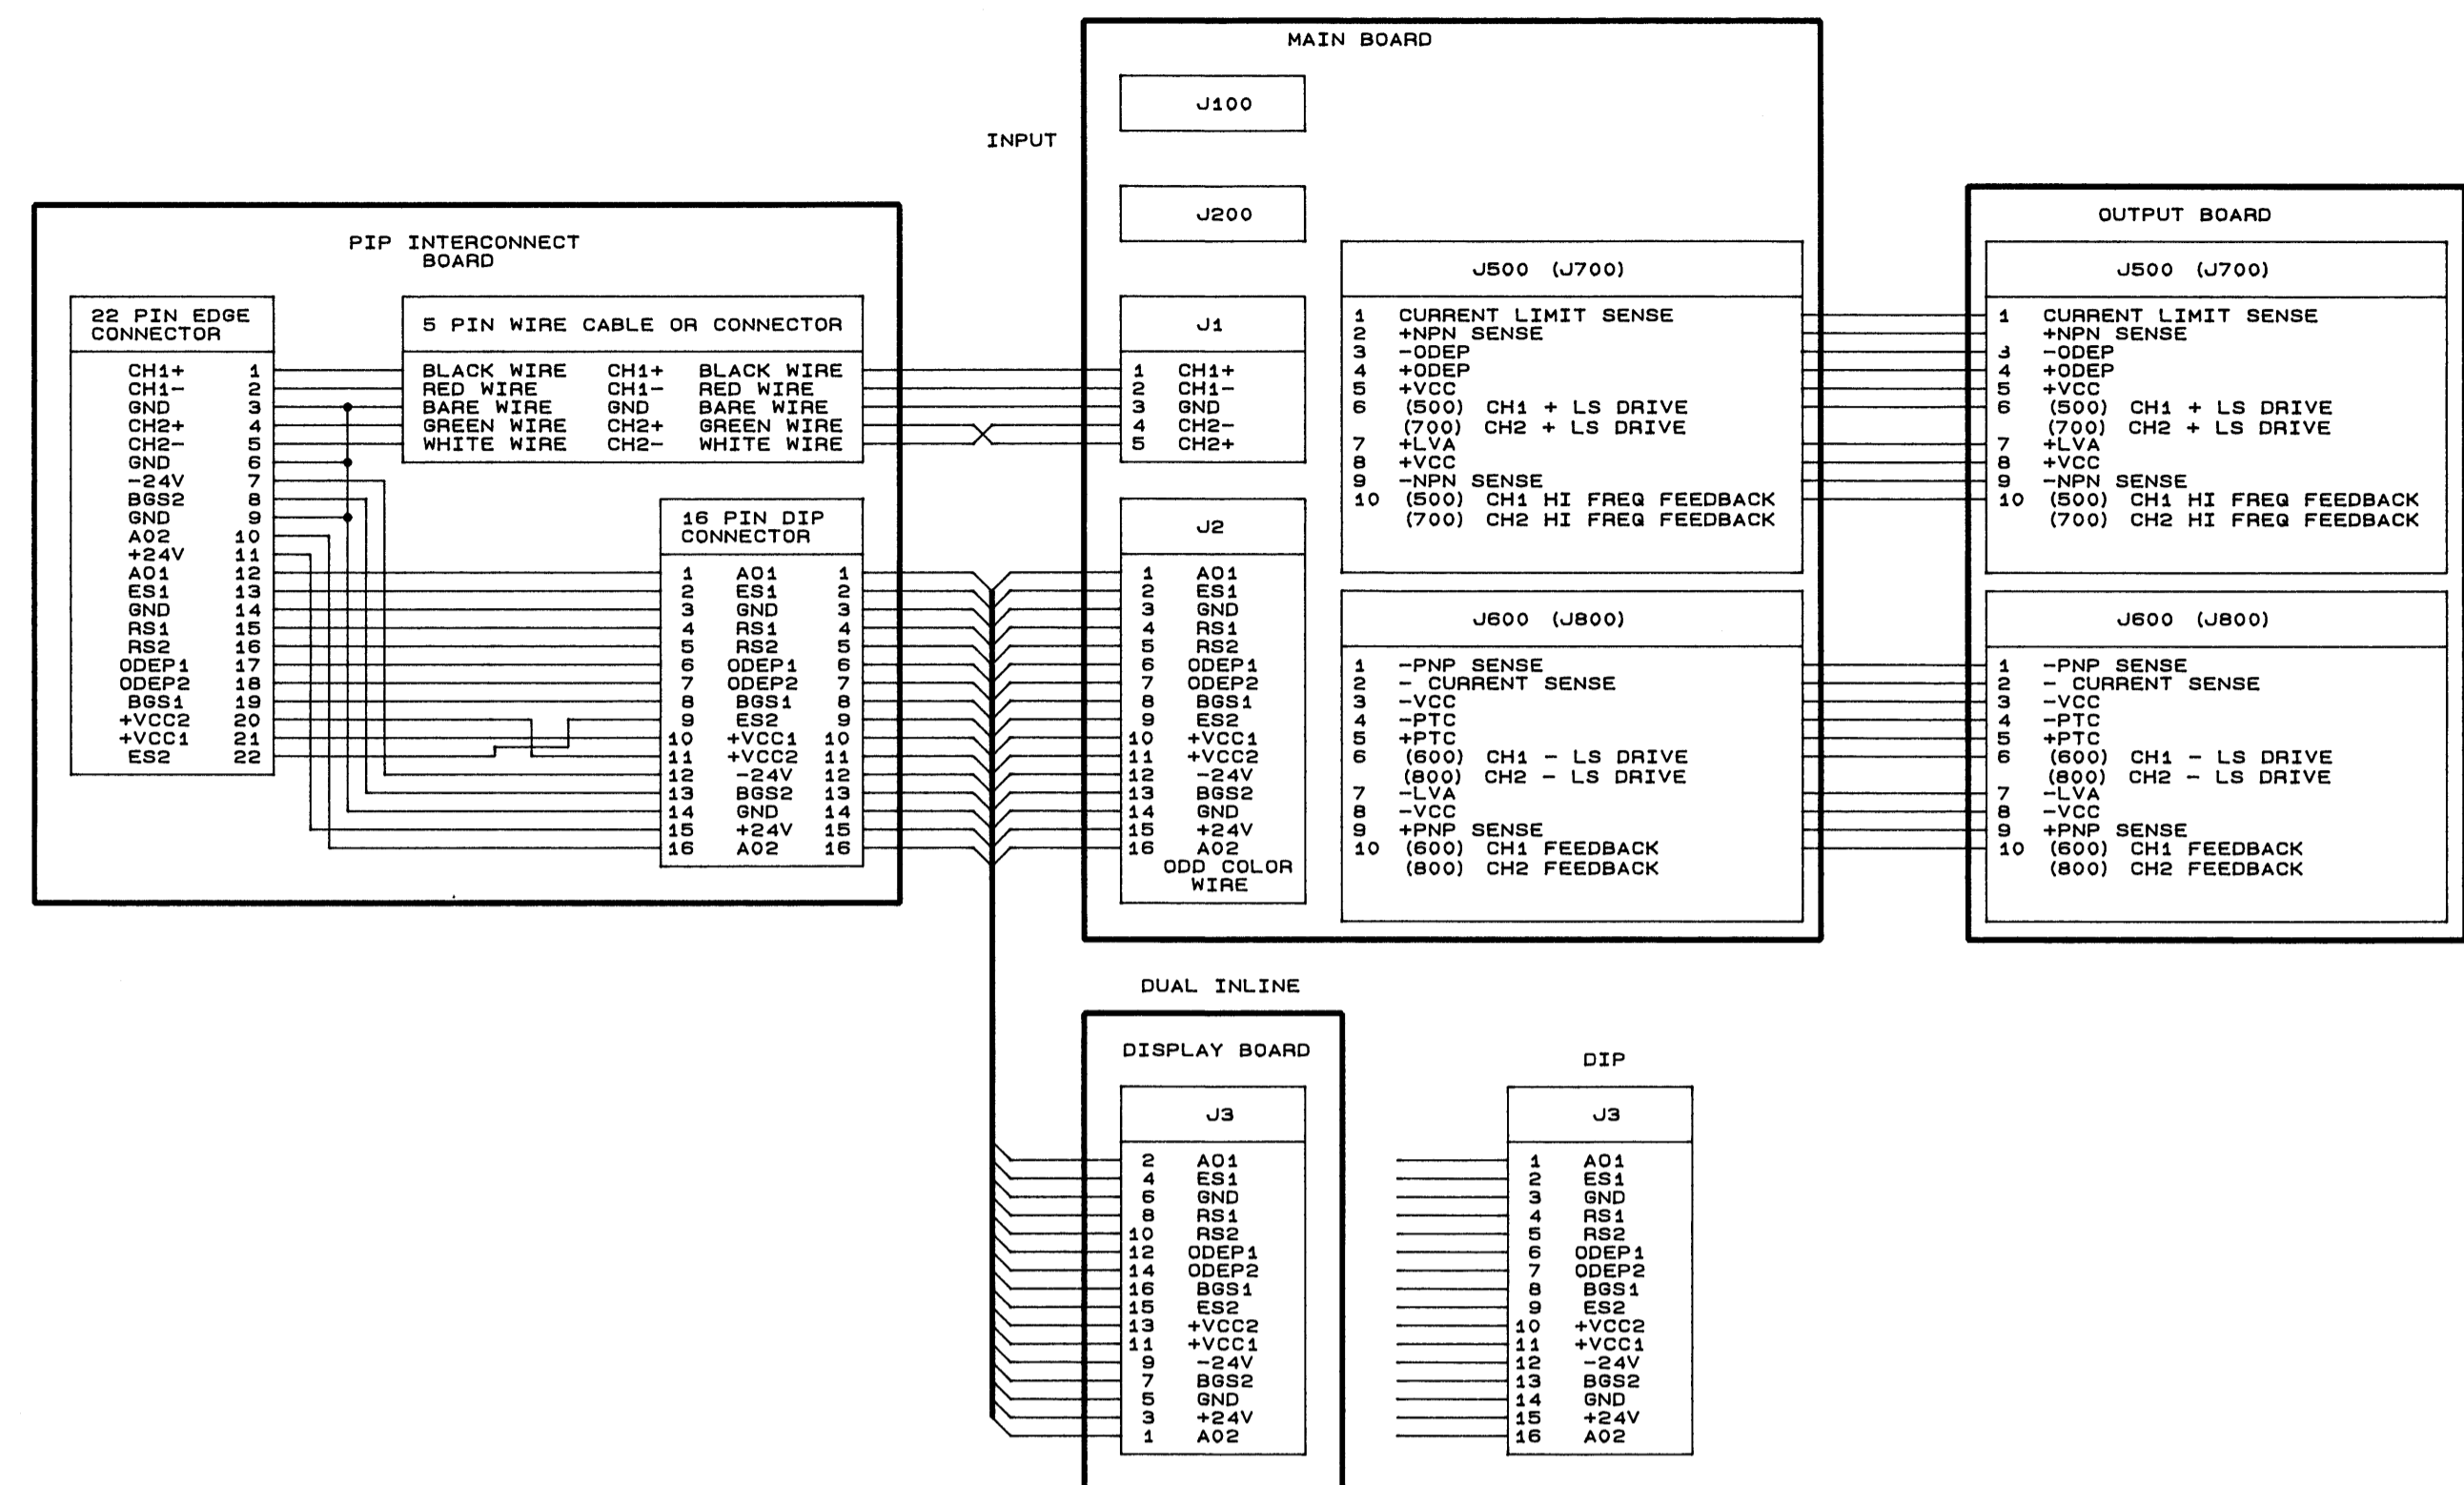 MAIN BOARD
J100
INPUT
J200
PIP INTERCONNECT
BOARD
22 PIN EDGE
CONNECTOR
CH1+ 1
CH1- 2
GND 3
CH2+ 4
CH2- 5
GND 6
-24V 7
BGS2 8
GND 9
A02 10
+24V 11
A01 12
ES1 13
GND 14
RS1 15
RS2 16
ODEP1 17
ODEP2 18
BGS1 19
+VCC2 20
+VCC1 21
ES2 22
5 PIN WIRE CABLE OR CONNECTOR
BLACK WIRE CH1+ BLACK WIRE
RED WIRE CH1- RED WIRE
BARE WIRE GND BARE WIRE
GREEN WIRE CH2+ GREEN WIRE
WHITE WIRE CH2- WHITE WIRE
16 PIN DIP
CONNECTOR
1 A01 1
2 ES1 2
3 GND 3
4 RS1 4
5 RS2 5
6 ODEP1 6
7 ODEP2 7
8 BGS1 8
9 ES2 9
10 +VCC1 10
11 +VCC2 11
12 -24V 12
13 BGS2 13
14 GND 14
15 +24V 15
16 A02 16
J1
1 CH1+
2 CH1-
3 GND
4 CH2-
5 CH2+
J2
1 A01
2 ES1
3 GND
4 RS1
5 RS2
6 ODEP1
7 ODEP2
8 BGS1
9 ES2
10 +VCC1
11 +VCC2
12 -24V
13 BGS2
14 GND
15 +24V
16 A02
ODD COLOR
WIRE
J500 (J700)
1 CURRENT LIMIT SENSE
2 +NPN SENSE
3 -ODEP
4 +ODEP
5 +VCC
6 (500) CH1 + LS DRIVE
(700) CH2 + LS DRIVE
7 +LVA
8 +VCC
9 -NPN SENSE
10 (500) CH1 HI FREQ FEEDBACK
(700) CH2 HI FREQ FEEDBACK
J600 (J800)
1 -PNP SENSE
2 - CURRENT SENSE
3 -VCC
4 -PTC
5 +PTC
6 (600) CH1 - LS DRIVE
(800) CH2 - LS DRIVE
7 -LVA
8 -VCC
9 +PNP SENSE
10 (600) CH1 FEEDBACK
(800) CH2 FEEDBACK
OUTPUT BOARD
J500 (J700)
1 CURRENT LIMIT SENSE
+NPN SENSE
3 -ODEP
4 +ODEP
5 +VCC
6 (500) CH1 + LS DRIVE
(700) CH2 + LS DRIVE
7 +LVA
8 +VCC
9 -NPN SENSE
10 (500) CH1 HI FREQ FEEDBACK
(700) CH2 HI FREQ FEEDBACK
J600 (J800)
1 -PNP SENSE
2 - CURRENT SENSE
3 -VCC
4 -PTC
5 +PTC
6 (600) CH1 - LS DRIVE
(800) CH2 - LS DRIVE
7 -LVA
8 -VCC
9 +PNP SENSE
10 (600) CH1 FEEDBACK
(800) CH2 FEEDBACK
DUAL INLINE
DISPLAY BOARD
J3
2 A01
4 ES1
6 GND
8 RS1
10 RS2
12 ODEP1
14 ODEP2
16 BGS1
15 ES2
13 +VCC2
11 +VCC1
9 -24V
7 BGS2
5 GND
3 +24V
1 A02
DIP
J3
1 A01
2 ES1
3 GND
4 RS1
5 RS2
6 ODEP1
7 ODEP2
8 BGS1
9 ES2
10 +VCC2
11 +VCC1
12 -24V
13 BGS2
14 GND
15 +24V
16 A02